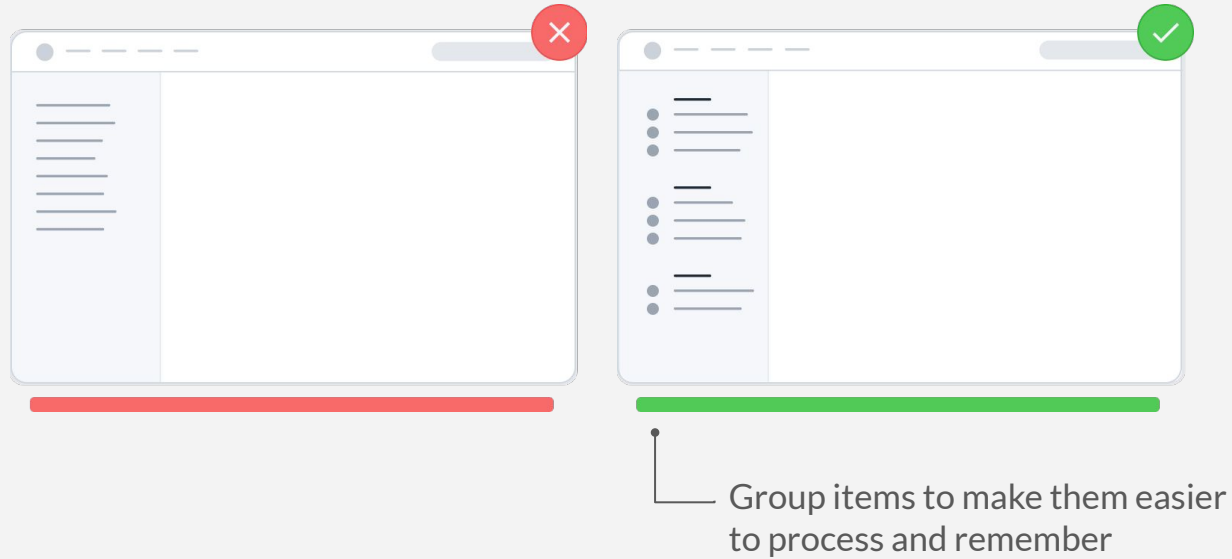 Group items to make them easier
to process and remember